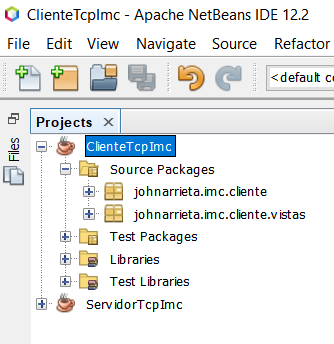 ClienteTcpImc - Apache NetBeans IDE 12.2
File Edit View Navigate Source Refactor
<default co
Projects
Files
ClienteTcpImc
Source Packages
johnarrieta.imc.cliente
johnarrieta.imc.cliente.vistas
Test Packages
Libraries
Test Libraries
ServidorTcpImc